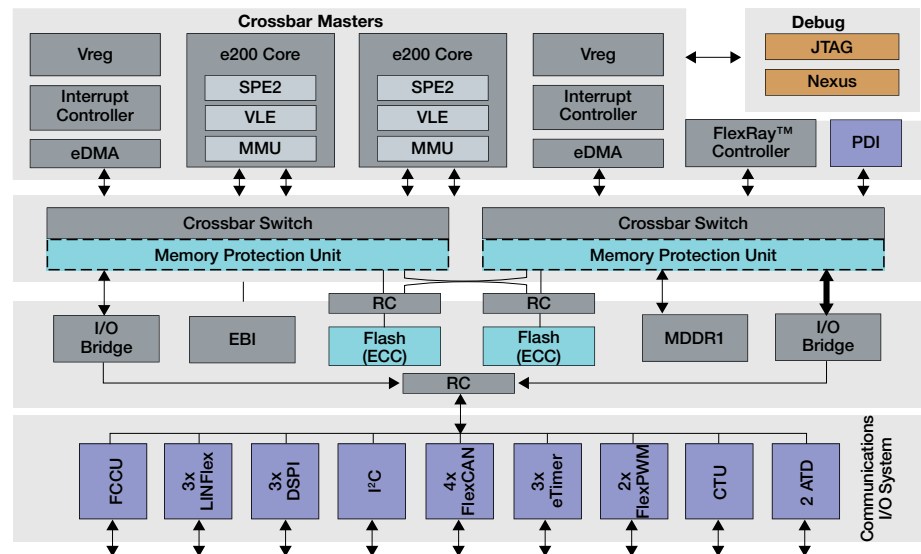 Crossbar Masters
Debug
Vreg
e200 Core
e200 Core
Vreg
JTAG
Nexus
SPE2
VLE
MMU
SPE2
VLE
MMU
Interrupt
Controller
Interrupt
Controller
eDMA
eDMA
FlexRay™
Controller
PDI
Crossbar Switch
Memory Protection Unit
Crossbar Switch
Memory Protection Unit
I/O
Bridge
EBI
RC
Flash
(ECC)
RC
Flash
(ECC)
MDDR1
I/O
Bridge
RC
FCCU
3x
LINFlex
3x
DSPI
I²C
4x
FlexCAN
3x
eTimer
2x
FlexPWM
CTU
2 ATD
Communications
I/O System